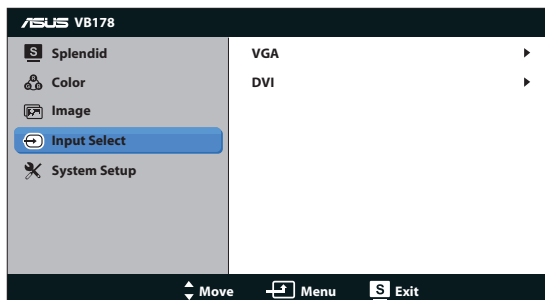 ASUS VB178
S Splendid
Color
Image
Input Select
System Setup
VGA
DVI
Move Menu S Exit